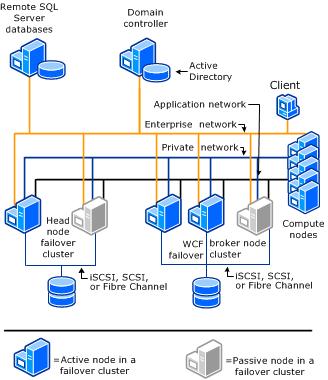 Remote SQL
Server
databases
Domain
controller
Active
Directory
Client
Application network
Enterprise network
Private network
Head
node
failover
cluster
WCF broker node
failover cluster
Compute
nodes
iSCSI, SCSI,
or Fibre Channel
iSCSI, SCSI,
or Fibre Channel
=Active node in a
failover cluster
=Passive node in a
failover cluster